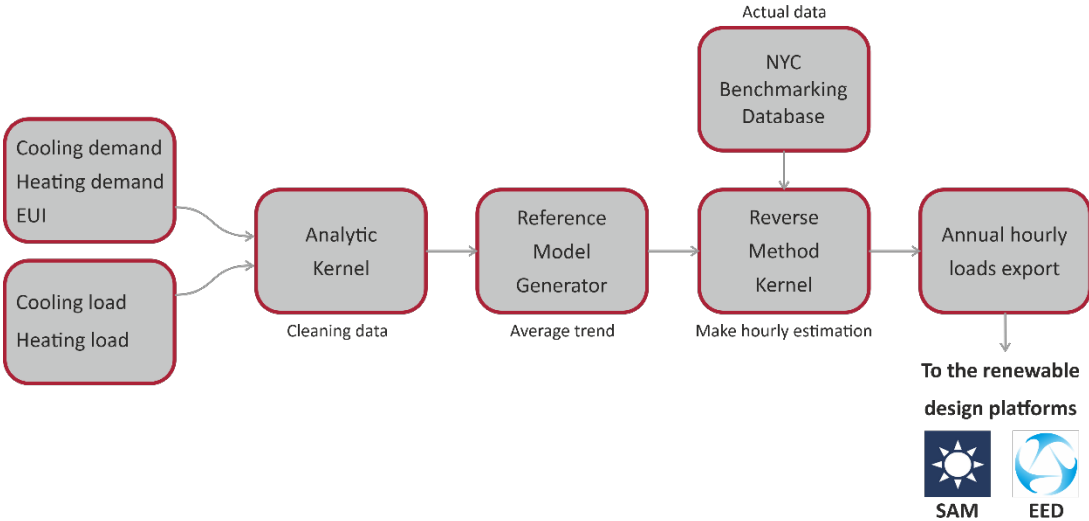 Actual data
NYC
Benchmarking
Database
Cooling demand
Heating demand
EUI
Cooling load
Heating load
Analytic
Kernel
Cleaning data
Reference
Model
Generator
Average trend
Reverse
Method
Kernel
Make hourly estimation
Annual hourly
loads export
To the renewable
design platforms
SAM
EED